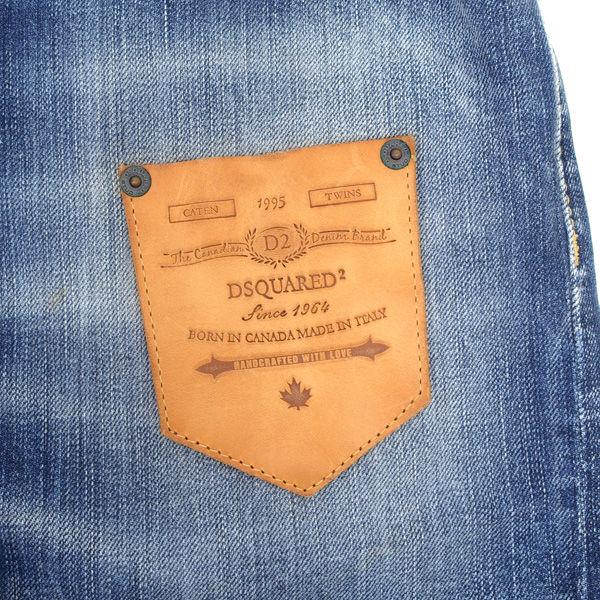 CATEN 1995 TWINS
"The Canadian D2 Denim Brand"
DSQUARED²
Since 1964
BORN IN CANADA MADE IN ITALY
HANDCRAFTED WITH LOVE